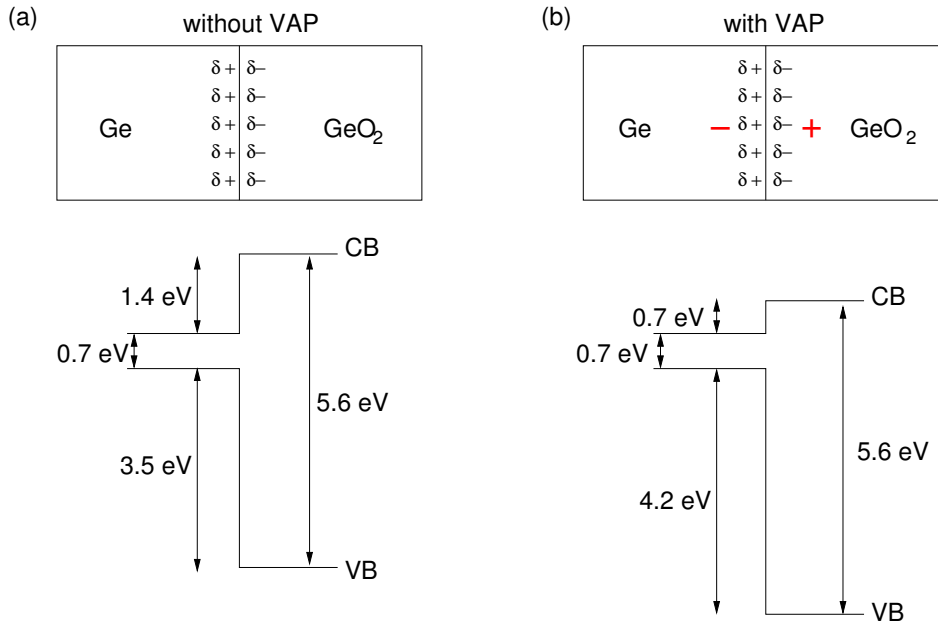 (a)
without VAP
δ + δ−
δ + δ−
Ge δ + δ− GeO2
δ + δ−
δ + δ−
CB
1.4 eV
0.7 eV
5.6 eV
3.5 eV
VB
(b)
with VAP
δ + δ−
δ + δ−
Ge − δ + δ− + GeO2
δ + δ−
δ + δ−
CB
0.7 eV
0.7 eV
5.6 eV
4.2 eV
VB